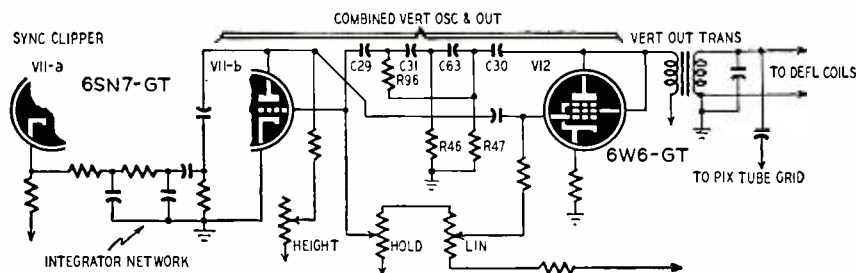 COMBINED VERT OSC & OUT
SYNC CLIPPER
V11-a
6SN7-GT
V11-b
C29
C31
C63
C30
R96
V12
VERT OUT TRANS
TO DEFL COILS
R46
R47
6W6-GT
TO PIX TUBE GRID
HEIGHT
HOLD
LIN
INTEGRATOR NETWORK